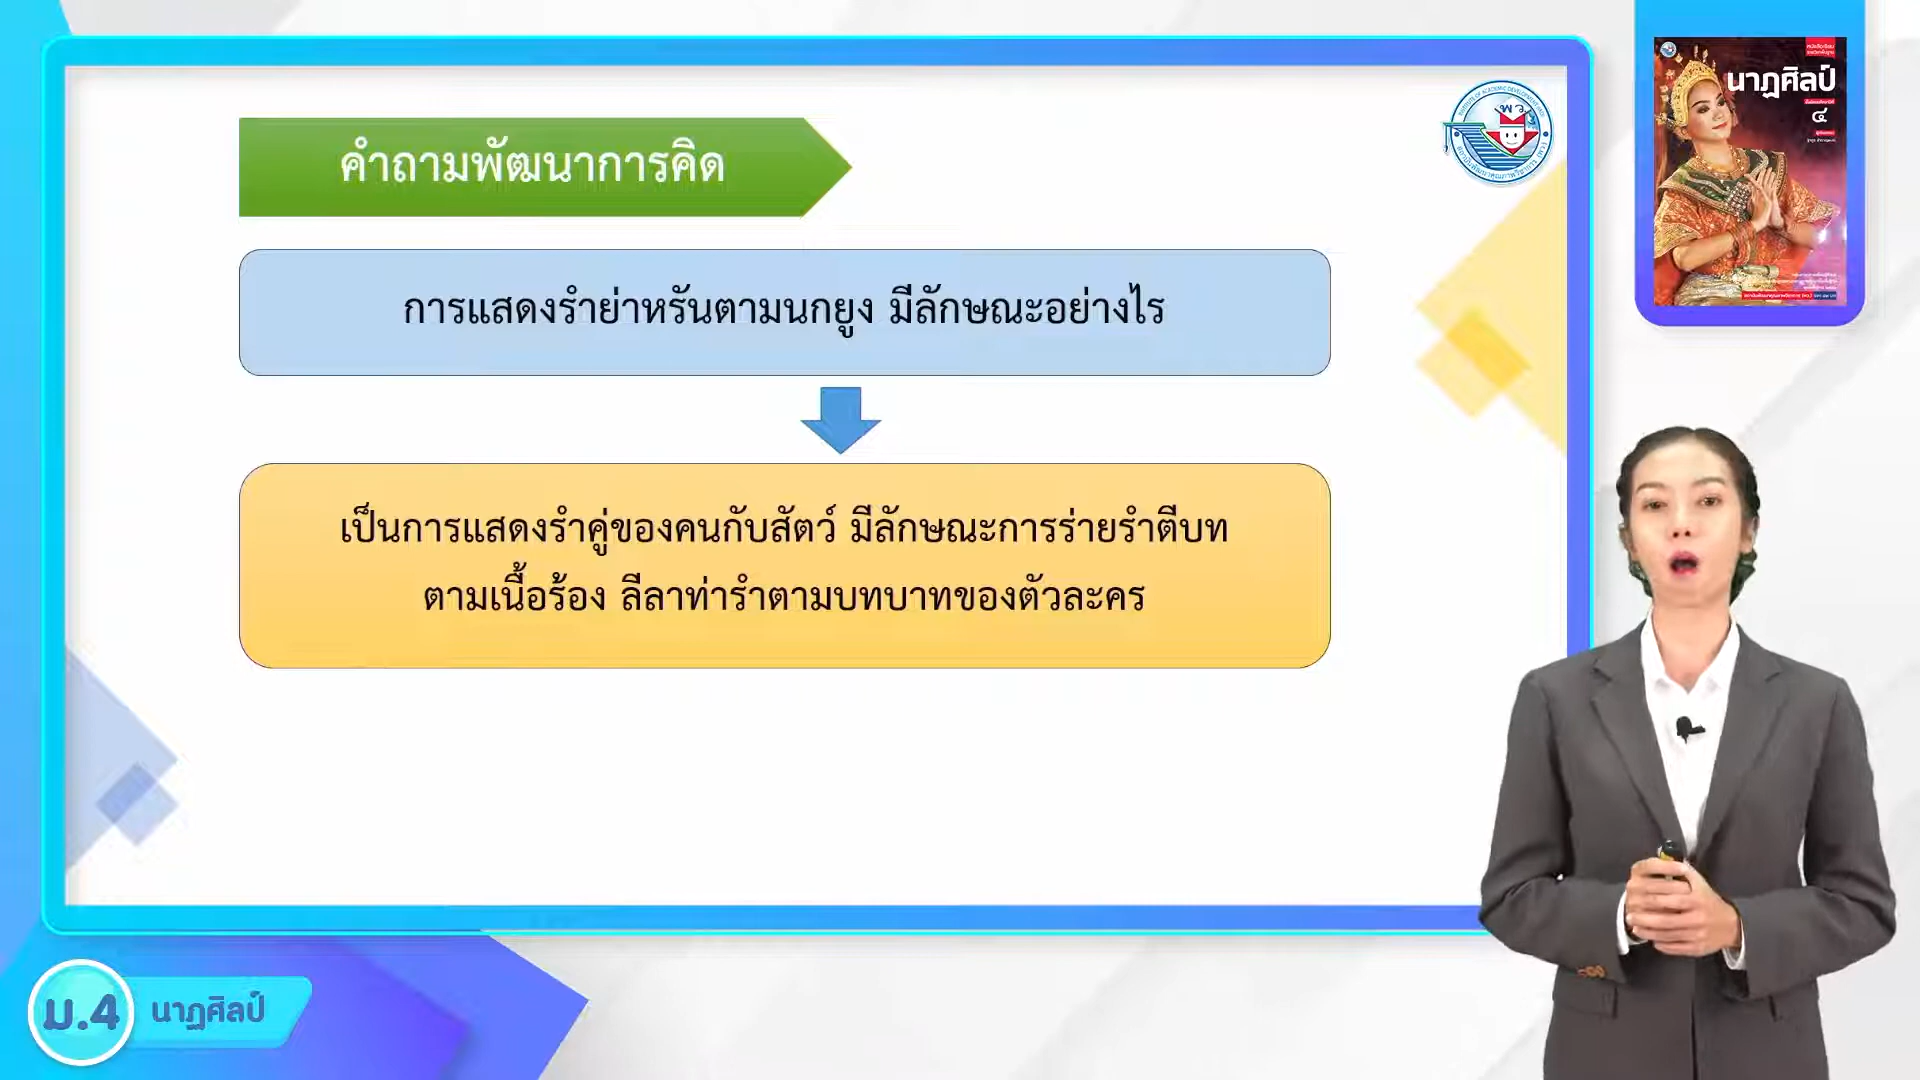 คำถามพัฒนาการคิด
การแสดงรำย่าหรันตามนกยูง มีลักษณะอย่างไร
เป็นการแสดงรำคู่ของคนกับสัตว์ มีลักษณะการร่ายรำตีบท
ตามเนื้อร้อง ลีลาท่ารำตามบทบาทของตัวละคร
พว.
นาฏศิลป์
๔
ม.4 นาฏศิลป์